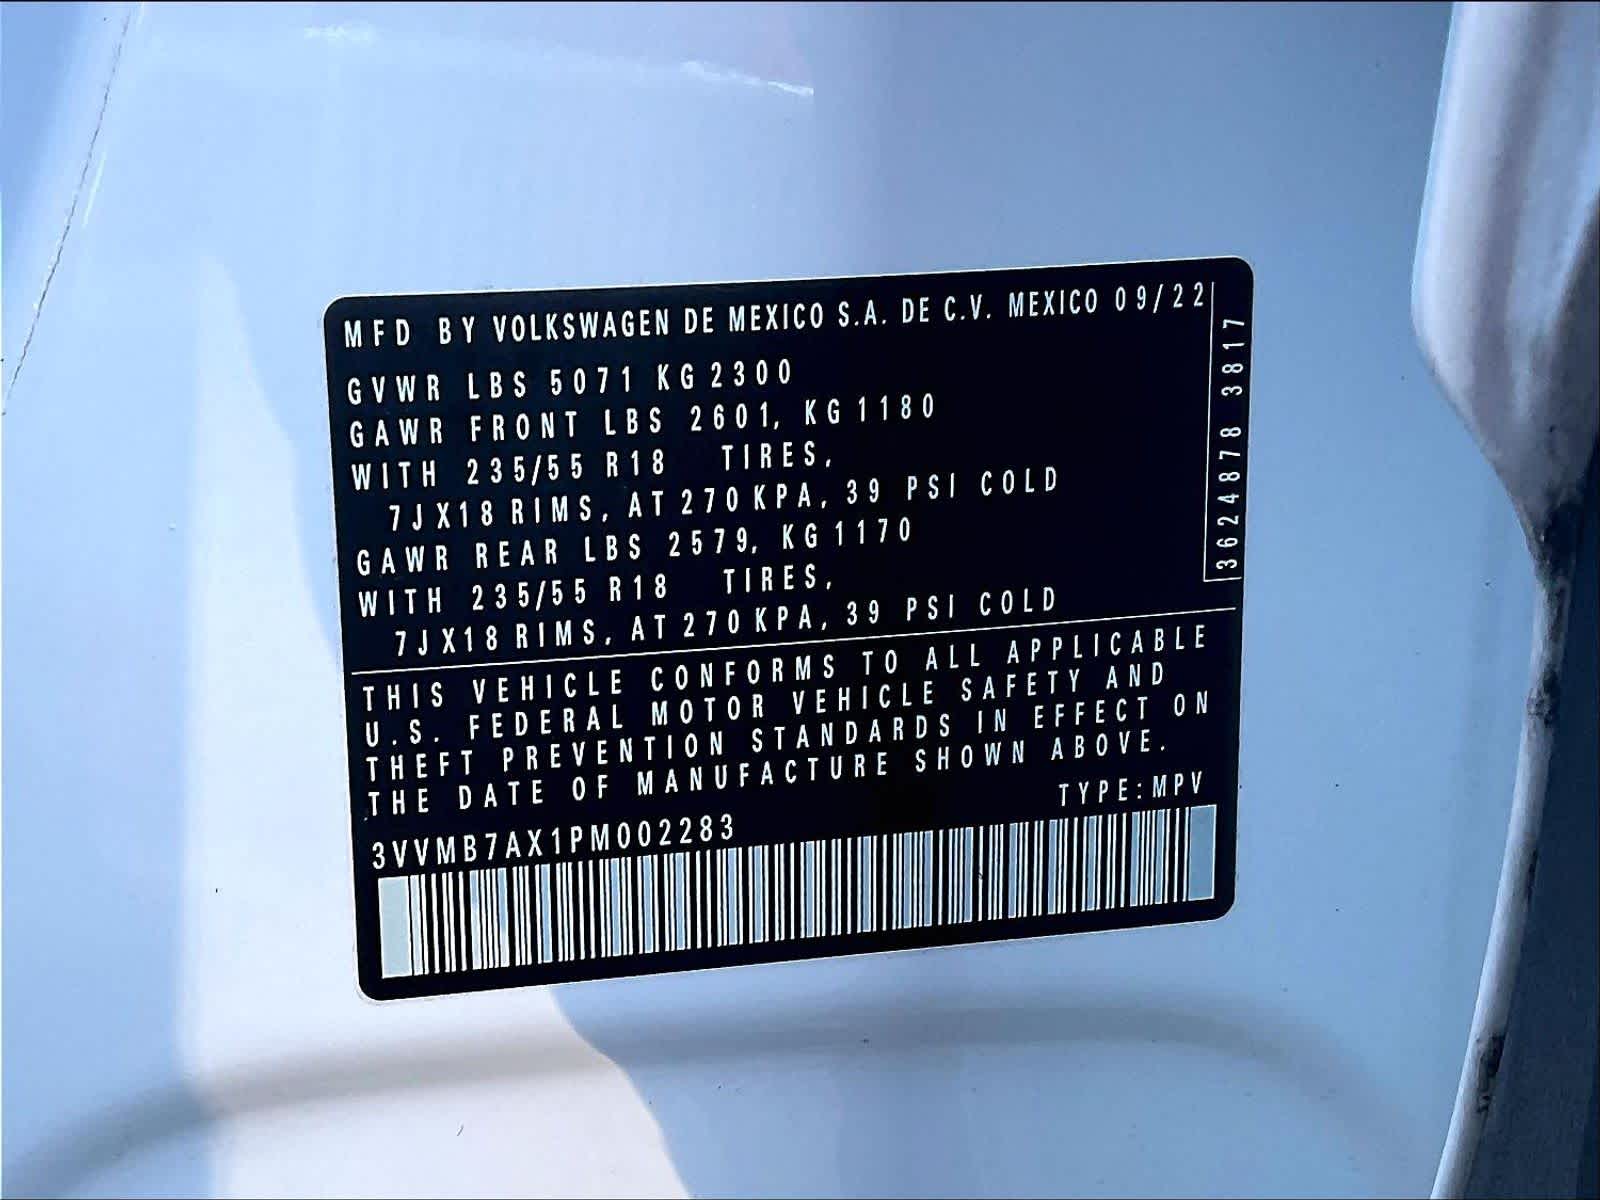 MFD BY VOLKSWAGEN DE MEXICO S.A. DE C.V. MEXICO 09/22
GVWR LBS 5071 KG 2300
GAWR FRONT LBS 2601, KG 1180
WITH 235/55 R18 TIRES,
7J X18 RIMS, AT 270 KPA, 39 PSI COLD
GAWR REAR LBS 2579, KG 1170
WITH 235/55 R18 TIRES,
7J X18 RIMS, AT 270 KPA, 39 PSI COLD
3624878 3817
THIS VEHICLE CONFORMS TO ALL APPLICABLE
U.S. FEDERAL MOTOR VEHICLE SAFETY AND
THEFT PREVENTION STANDARDS IN EFFECT ON
THE DATE OF MANUFACTURE SHOWN ABOVE.
TYPE:MPV
3VVMB7AX1PM002283